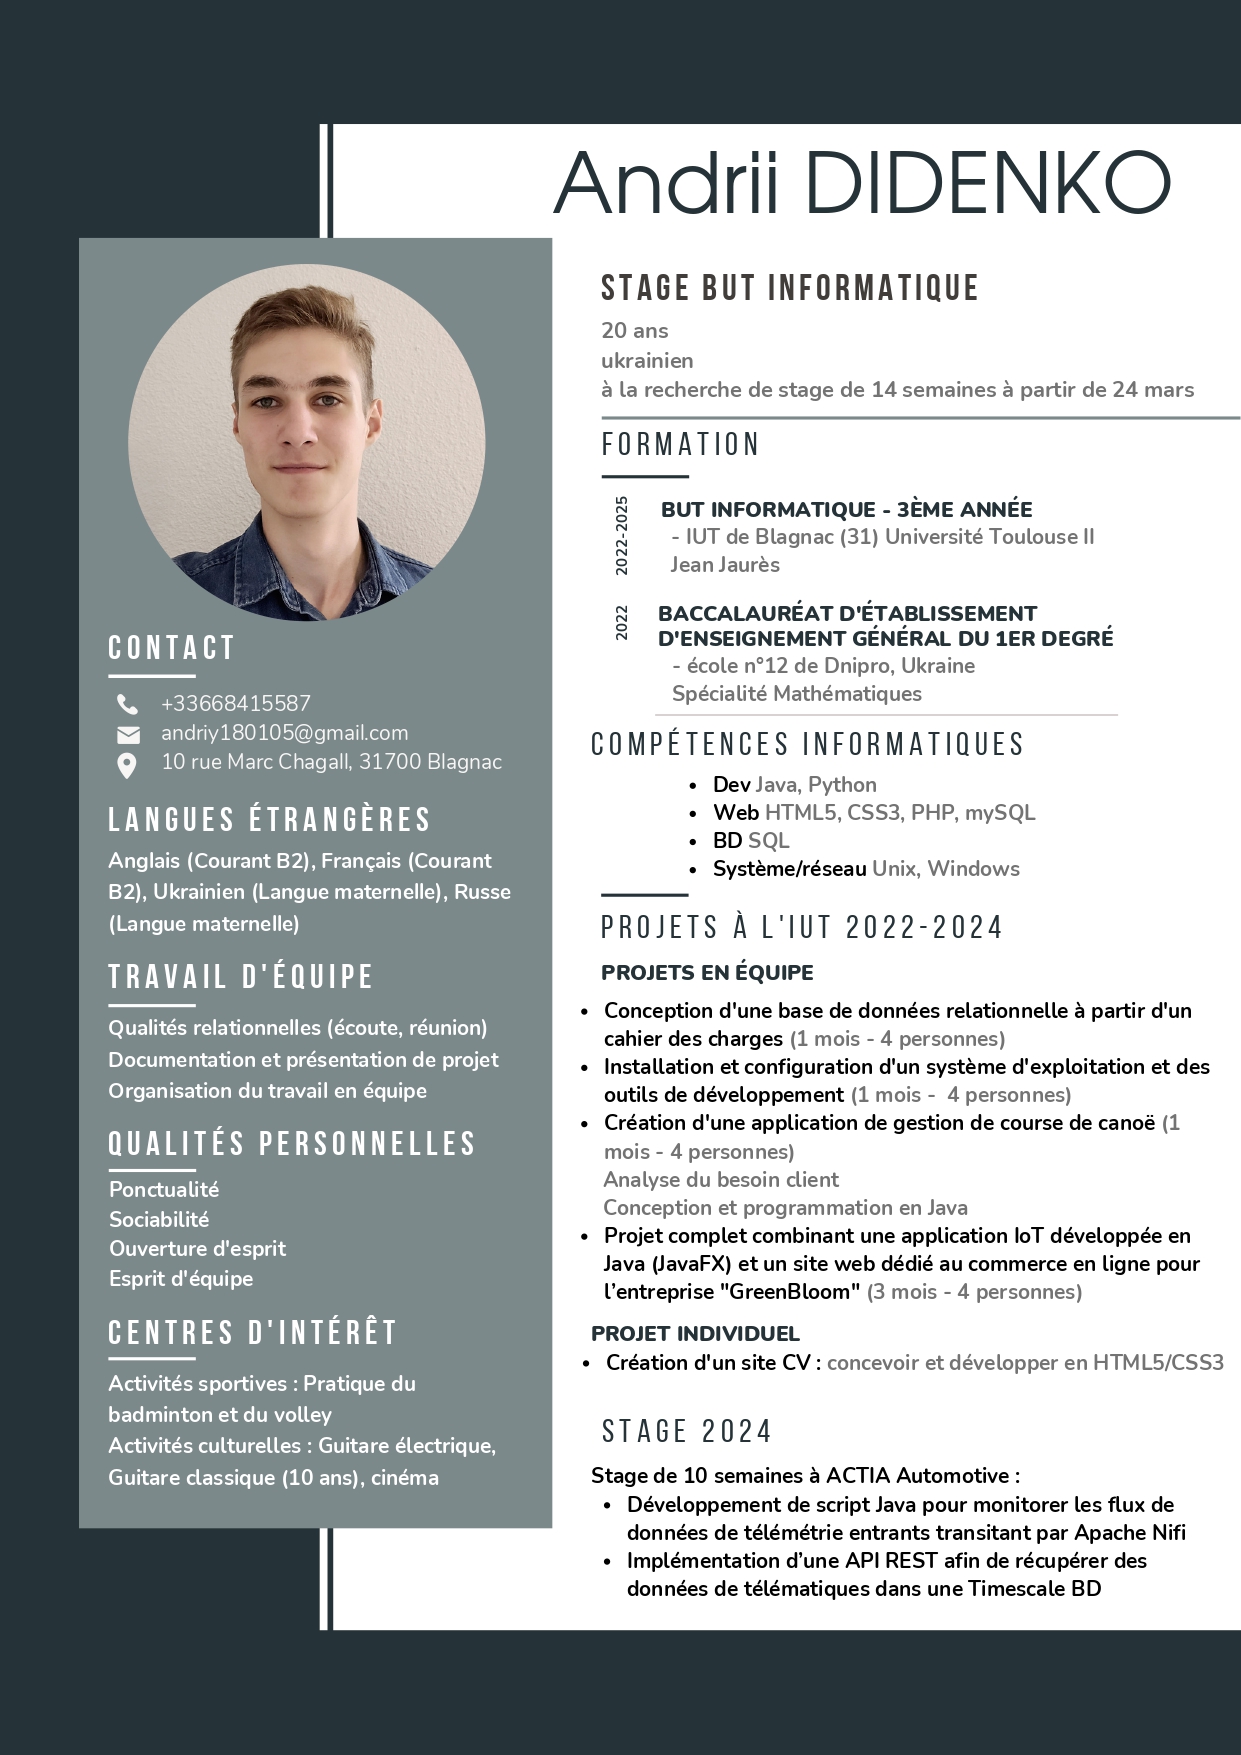 Andrii DIDENKO
STAGE BUT INFORMATIQUE
20 ans
ukrainien
à la recherche de stage de 14 semaines à partir de 24 mars
FORMATION
2022-2025
BUT INFORMATIQUE - 3ÈME ANNÉE
- IUT de Blagnac (31) Université Toulouse II
Jean Jaurès
2022
BACCALAURÉAT D'ÉTABLISSEMENT
D'ENSEIGNEMENT GÉNÉRAL DU 1ER DEGRÉ
- école n°12 de Dnipro, Ukraine
Spécialité Mathématiques
COMPÉTENCES INFORMATIQUES
• Dev Java, Python
• Web HTML5, CSS3, PHP, mySQL
• BD SQL
• Système/réseau Unix, Windows
PROJETS À L'IUT 2022-2024
PROJETS EN ÉQUIPE
• Conception d'une base de données relationnelle à partir d'un
cahier des charges (1 mois - 4 personnes)
• Installation et configuration d'un système d'exploitation et des
outils de développement (1 mois - 4 personnes)
• Création d'une application de gestion de course de canoë (1
mois - 4 personnes)
Analyse du besoin client
Conception et programmation en Java
• Projet complet combinant une application IoT développée en
Java (JavaFX) et un site web dédié au commerce en ligne pour
l’entreprise "GreenBloom" (3 mois - 4 personnes)
PROJET INDIVIDUEL
• Création d'un site CV : concevoir et développer en HTML5/CSS3
STAGE 2024
Stage de 10 semaines à ACTIA Automotive :
• Développement de script Java pour monitorer les flux de
données de télémétrie entrants transitant par Apache Nifi
• Implémentation d’une API REST afin de récupérer des
données de télématiques dans une Timescale BD
CONTACT
+33668415587
andriy180105@gmail.com
10 rue Marc Chagall, 31700 Blagnac
LANGUES ÉTRANGÈRES
Anglais (Courant B2), Français (Courant
B2), Ukrainien (Langue maternelle), Russe
(Langue maternelle)
TRAVAIL D'ÉQUIPE
Qualités relationnelles (écoute, réunion)
Documentation et présentation de projet
Organisation du travail en équipe
QUALITÉS PERSONNELLES
Ponctualité
Sociabilité
Ouverture d'esprit
Esprit d'équipe
CENTRES D'INTÉRÊT
Activités sportives : Pratique du
badminton et du volley
Activités culturelles : Guitare électrique,
Guitare classique (10 ans), cinéma